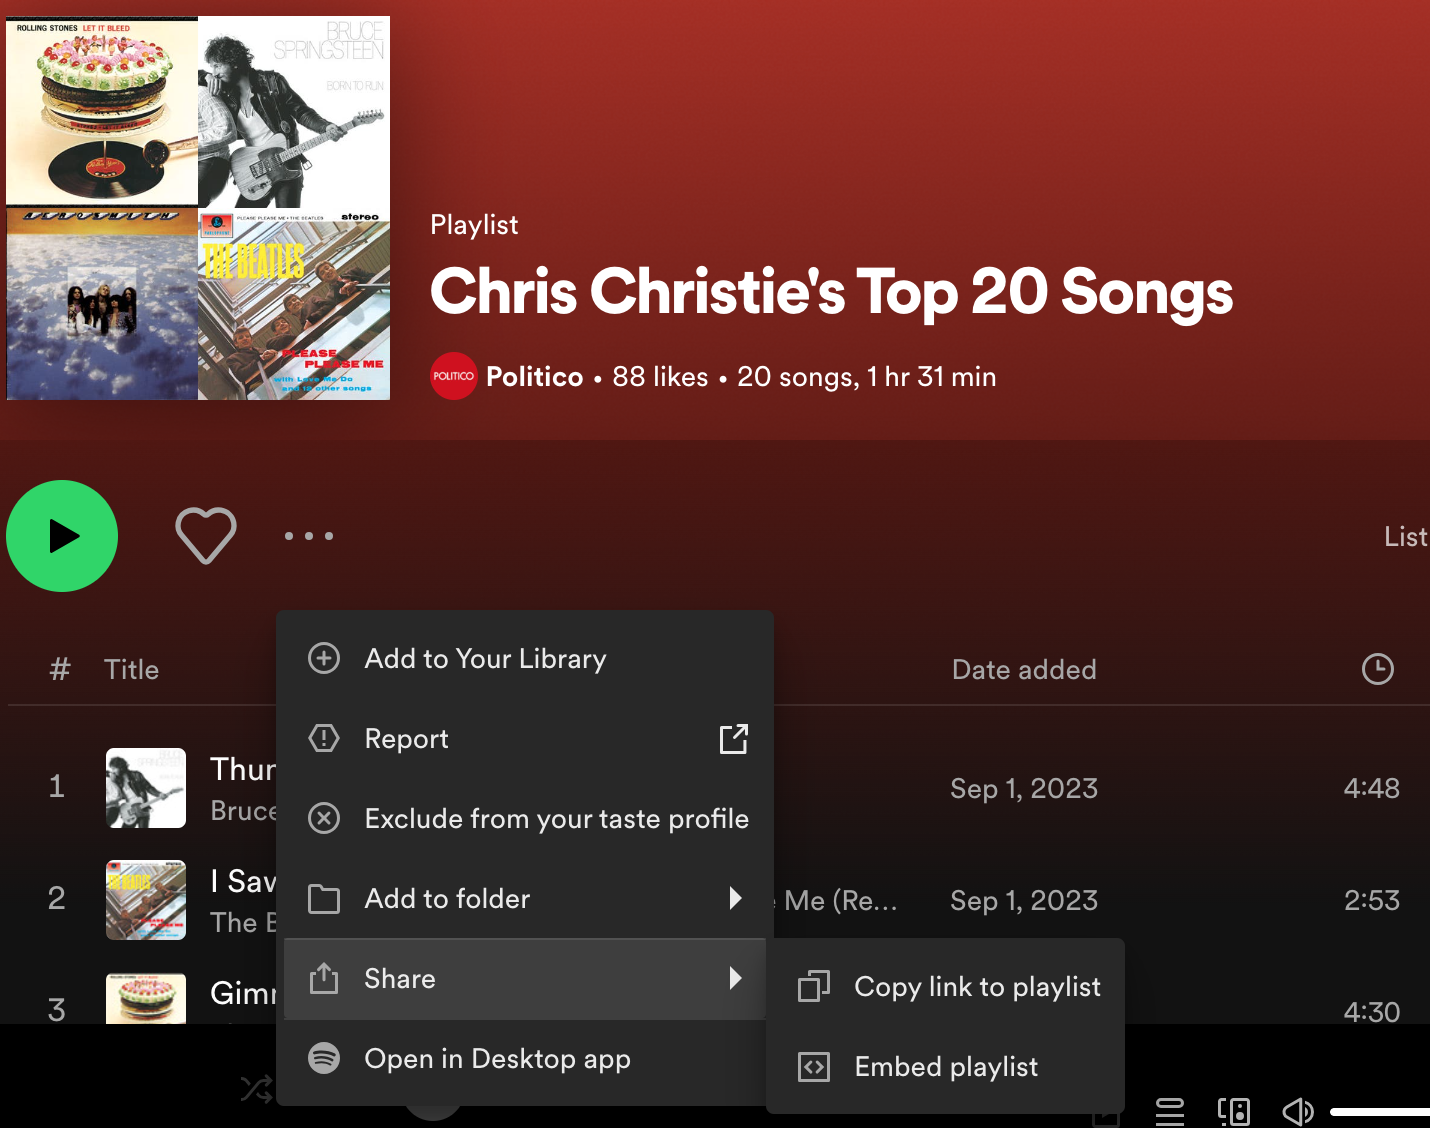 ROLLING STONES LET IT BLEED
BRUCE
SPRINGSTEEN
BORN TO RUN
AEROSMITH
PLEASE PLEASE ME • THE BEATLES
stereo
THE BEATLES
PLEASE
PLEASE ME
with Love Me Do
and 12 other songs
Playlist
Chris Christie's Top 20 Songs
POLITICO
Politico • 88 likes • 20 songs, 1 hr 31 min
List
# Title Date added
Add to Your Library
Report
Exclude from your taste profile
Add to folder
Share
Open in Desktop app
Copy link to playlist
Embed playlist
1 Thun Sep 1, 2023 4:48
Bruce
2 I Saw Me (Re... Sep 1, 2023 2:53
The B
3 Gimm 4:30